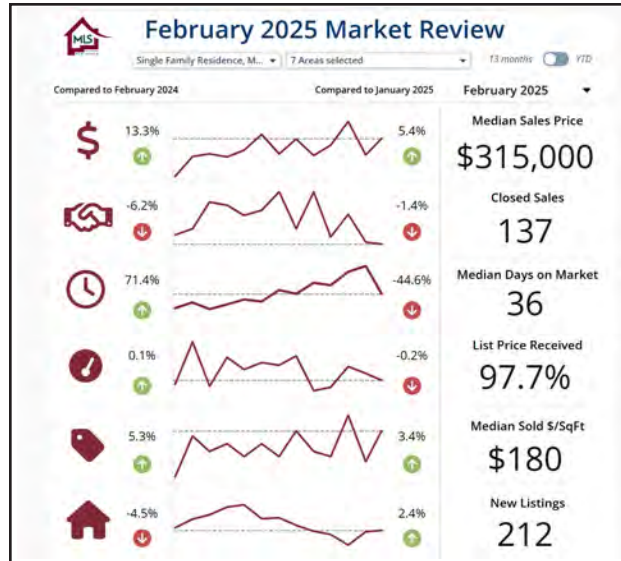 MLS
February 2025 Market Review
Single Family Residence, M...
7 Areas selected
13 months
YTD
Compared to February 2024
Compared to January 2025
February 2025
13.3%
5.4%
Median Sales Price
$315,000
-6.2%
-1.4%
Closed Sales
137
71.4%
-44.6%
Median Days on Market
36
0.1%
-0.2%
List Price Received
97.7%
5.3%
3.4%
Median Sold $/SqFt
$180
-4.5%
2.4%
New Listings
212